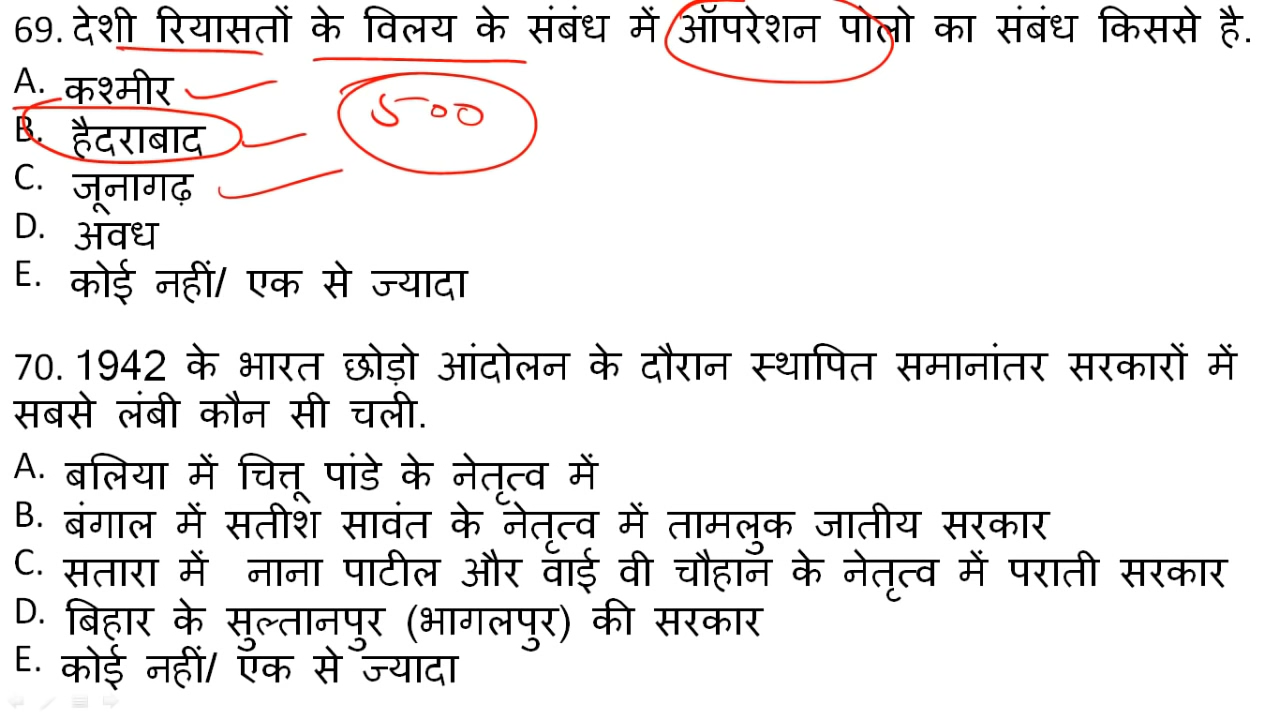 69. देशी रियासतों के विलय के संबंध में ऑपरेशन पोलो का संबंध किससे है.
A. कश्मीर
500
B. हैदराबाद
C. जूनागढ़
D. अवध
E. कोई नहीं/ एक से ज्यादा
70. 1942 के भारत छोड़ो आंदोलन के दौरान स्थापित समानांतर सरकारों में
सबसे लंबी कौन सी चली.
A. बलिया में चित्तू पांडे के नेतृत्व में
B. बंगाल में सतीश सावंत के नेतृत्व में तामलुक जातीय सरकार
C. सतारा में नाना पाटील और वाई वी चौहान के नेतृत्व में पराती सरकार
D. बिहार के सुल्तानपुर (भागलपुर) की सरकार
E. कोई नहीं/ एक से ज्यादा